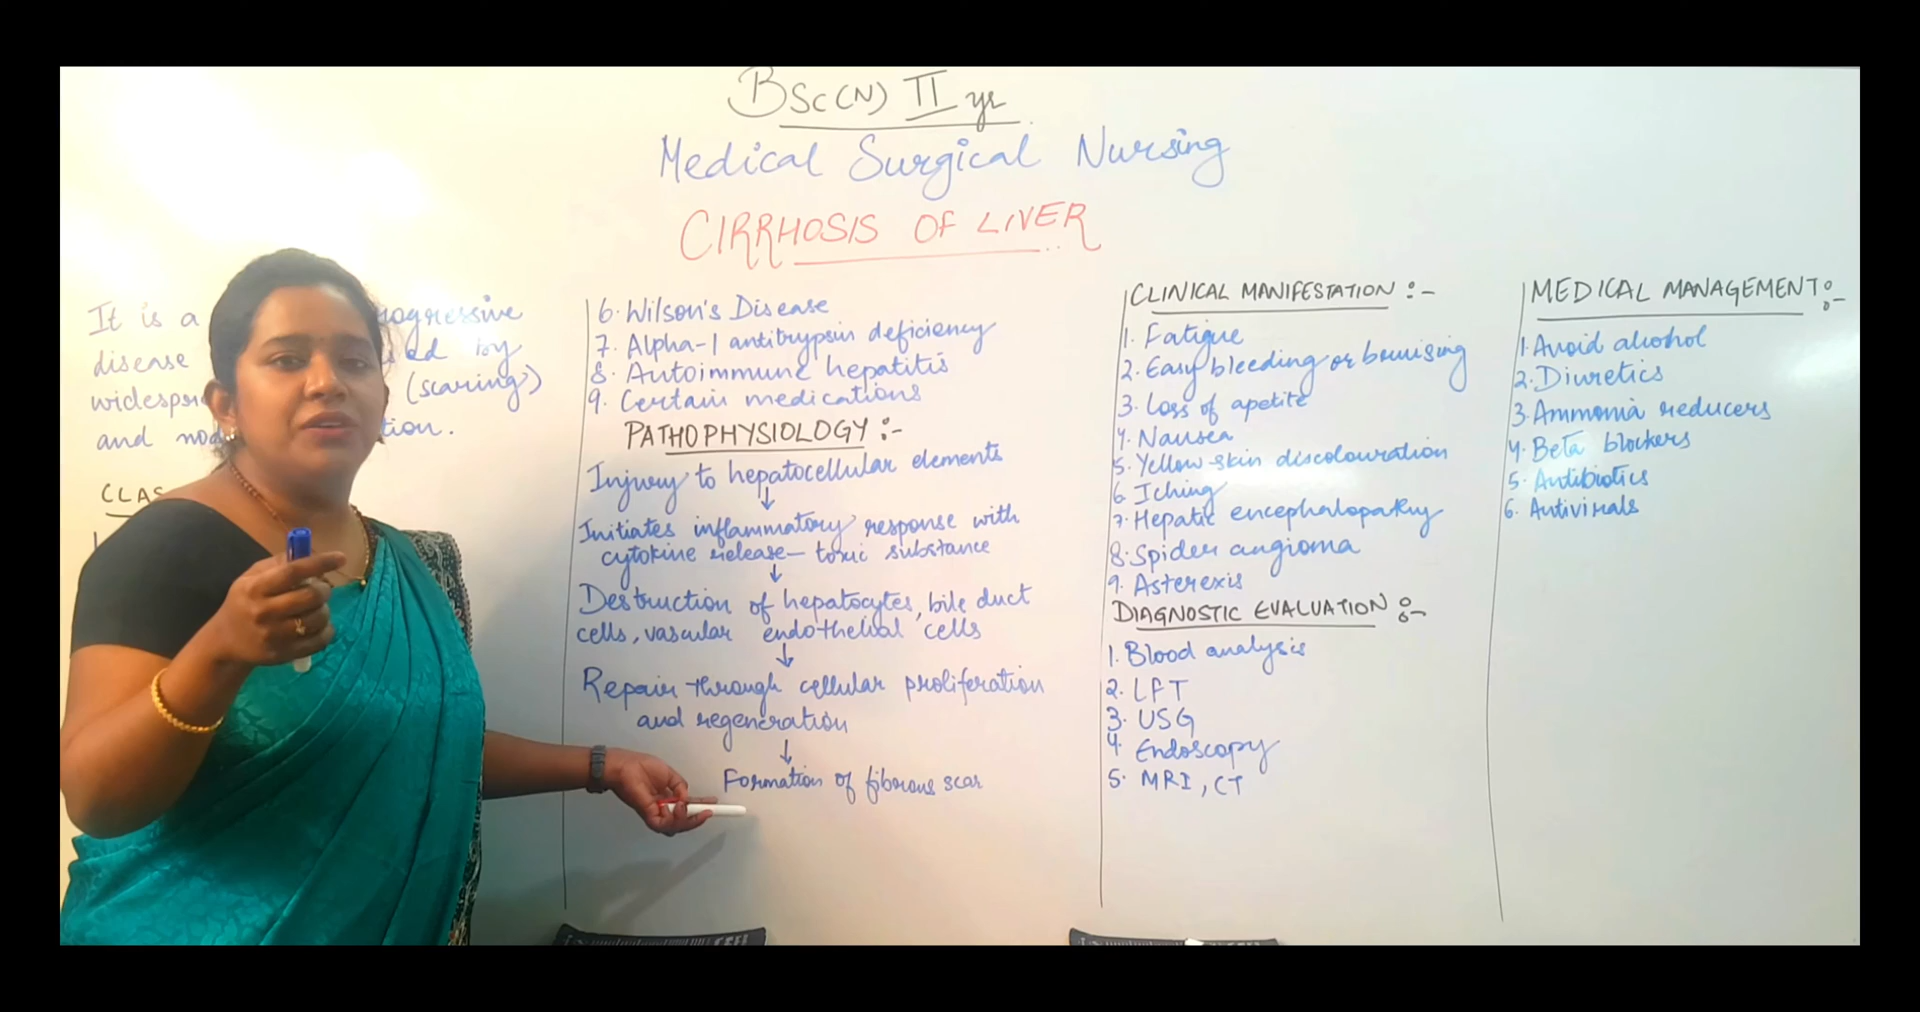 BSc(N) II yr
Medical Surgical Nursing
CIRRHOSIS OF LIVER
It is a
disease by
widespr (scaring)
and tion.
CLAS
6. Wilson's Disease
7. Alpha-1 antitrypsin deficiency
8. Autoimmune hepatitis
9. Certain medications
PATHOPHYSIOLOGY :-
Injury to hepatocellular elements
↓
Initiates inflammatory response with
cytokine release - toxic substance
↓
Destruction of hepatocytes, bile duct
cells, vascular endothelial cells
↓
Repair through cellular proliferation
and regeneration
↓
Formation of fiborous scar
CLINICAL MANIFESTATION :-
1. Fatigue
2. Easy bleeding or bruising
3. Loss of apetite
4. Nausea
5. Yellow skin discolouration
6. Iching
7. Hepatic encephalopathy
8. Spider angioma
9. Asterexis
DIAGNOSTIC EVALUATION :-
1. Blood analysis
2. LFT
3. USG
4. Endoscopy
5. MRI, CT
MEDICAL MANAGEMENT :-
1. Avoid alcohol
2. Diuretics
3. Ammonia reducers
4. Beta blockers
5. Antibiotics
6. Antivirals